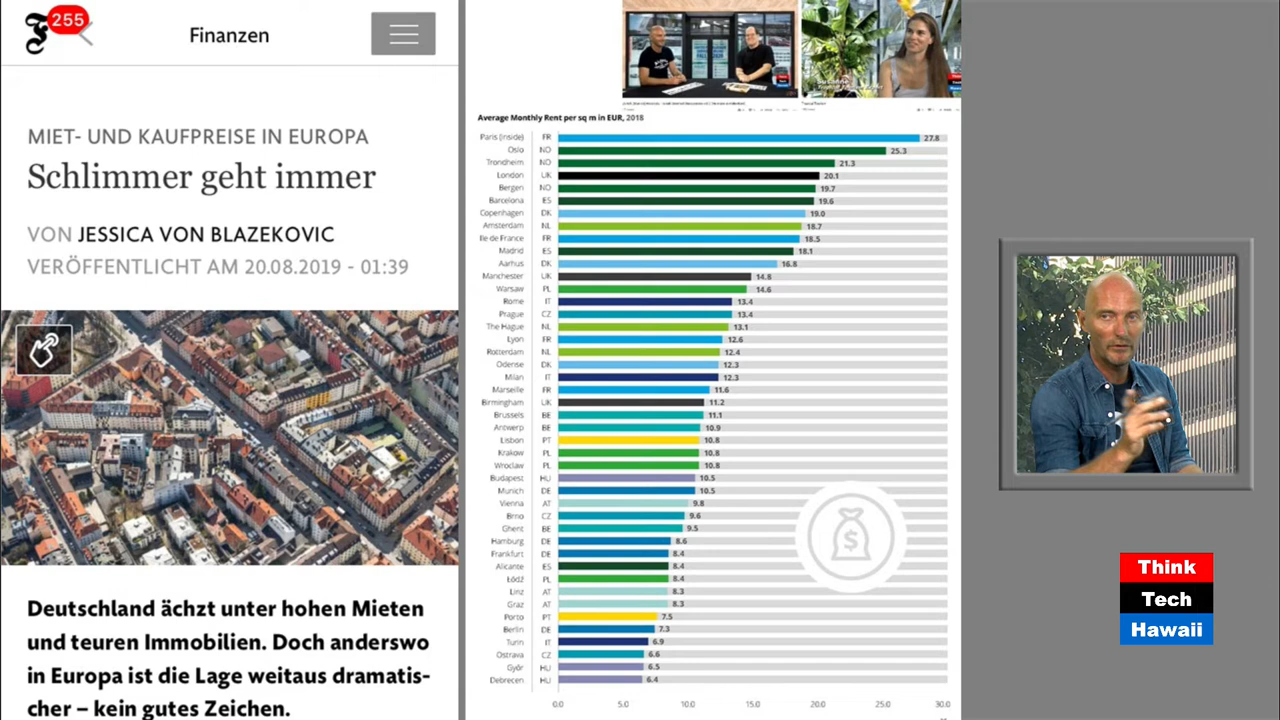 255
Finanzen
MIET- UND KAUFPREISE IN EUROPA
Schlimmer geht immer
VON JESSICA VON BLAZEKOVIC
VERÖFFENTLICHT AM 20.08.2019 - 01:39
Deutschland ächzt unter hohen Mieten
und teuren Immobilien. Doch anderswo
in Europa ist die Lage weitaus dramatis-
cher – kein gutes Zeichen.
Average Monthly Rent per sq m in EUR, 2018
Paris (Inside) FR 27.8
Oslo NO 25.3
Trondheim NO 21.3
London UK 20.1
Bergen NO 19.7
Barcelona ES 19.6
Copenhagen DK 19.0
Amsterdam NL 18.7
Ile de France FR 18.5
Madrid ES 18.1
Aarhus DK 16.8
Manchester UK 14.8
Warsaw PL 14.6
Rome IT 13.4
Prague CZ 13.4
The Hague NL 13.1
Lyon FR 12.6
Rotterdam NL 12.4
Odense DK 12.3
Milan IT 12.3
Marseille FR 11.6
Birmingham UK 11.2
Brussels BE 11.1
Antwerp BE 10.9
Lisbon PT 10.8
Krakow PL 10.8
Wroclaw PL 10.8
Budapest HU 10.5
Munich DE 10.5
Vienna AT 9.8
Brno CZ 9.6
Ghent BE 9.5
Hamburg DE 8.6
Frankfurt DE 8.4
Alicante ES 8.4
Łódź PL 8.4
Linz AT 8.3
Graz AT 8.3
Porto PT 7.5
Berlin DE 7.3
Turin IT 6.9
Ostrava CZ 6.6
Győr HU 6.5
Debrecen HU 6.4
0.0 5.0 10.0 15.0 20.0 25.0 30.0
$
Think
Tech
Hawaii